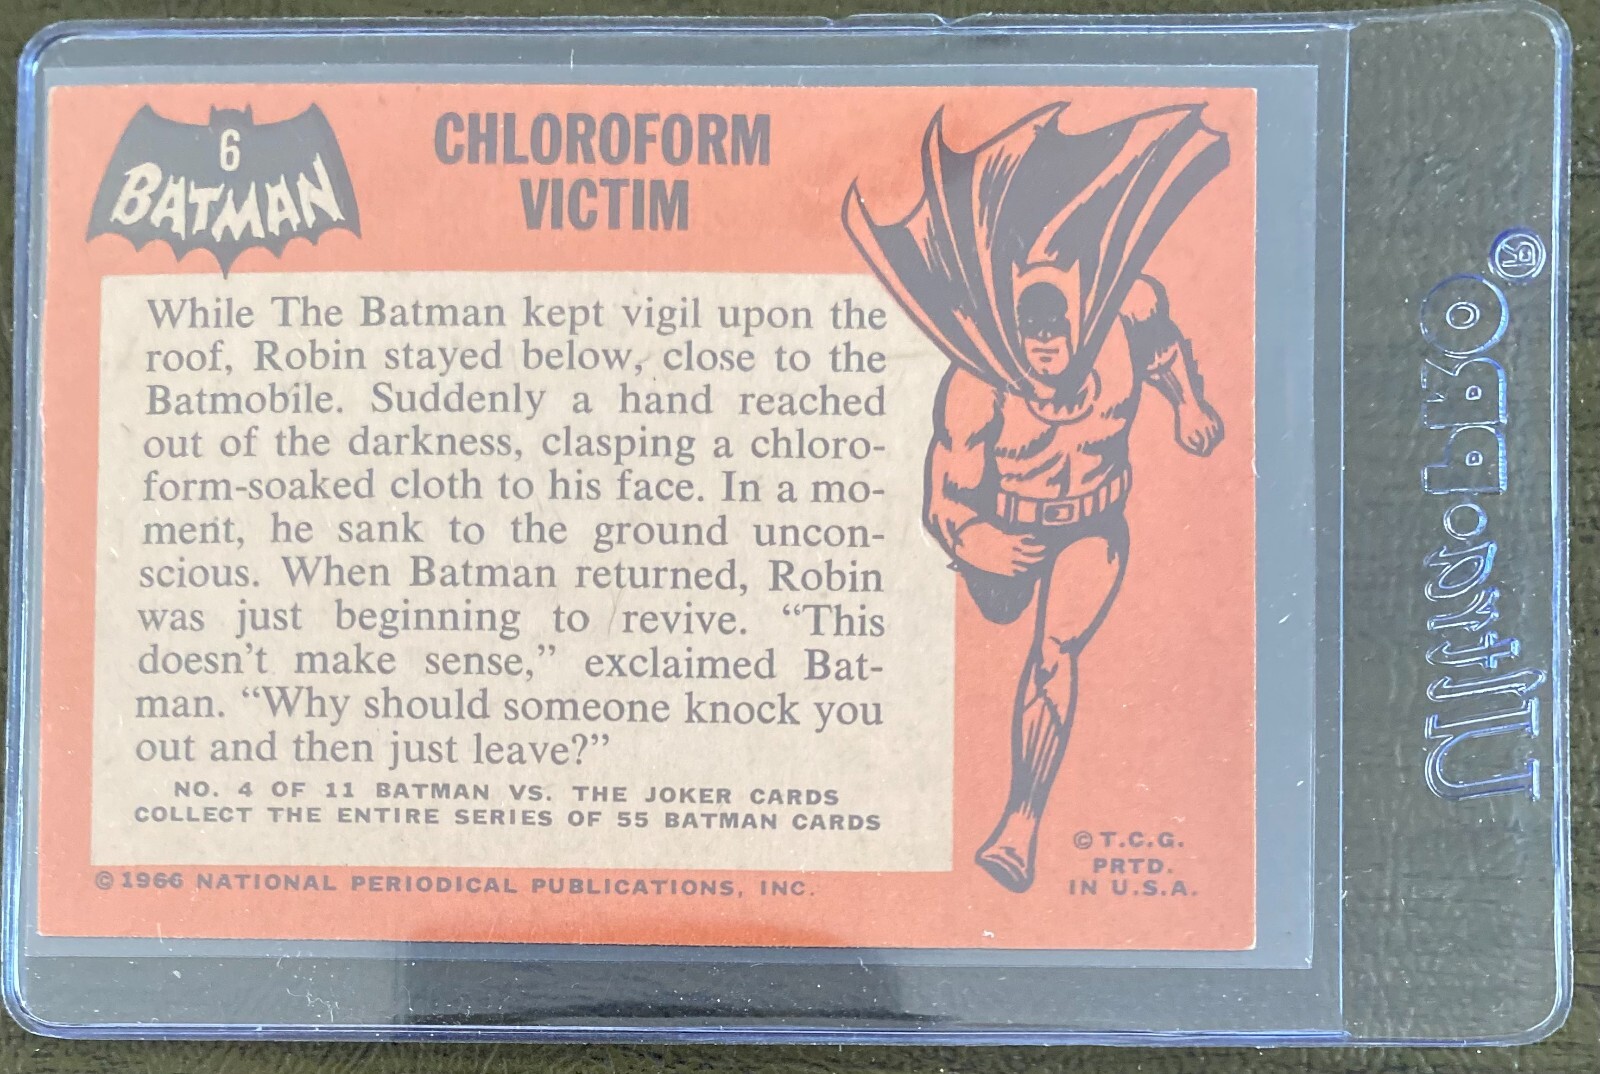 6
BATMAN
CHLOROFORM
VICTIM
While The Batman kept vigil upon the
roof, Robin stayed below, close to the
Batmobile. Suddenly a hand reached
out of the darkness, clasping a chloro-
form-soaked cloth to his face. In a mo-
ment, he sank to the ground uncon-
scious. When Batman returned, Robin
was just beginning to revive. “This
doesn't make sense,” exclaimed Bat-
man. “Why should someone knock you
out and then just leave?”
NO. 4 OF 11 BATMAN VS. THE JOKER CARDS
COLLECT THE ENTIRE SERIES OF 55 BATMAN CARDS
© 1966 NATIONAL PERIODICAL PUBLICATIONS, INC.
© T.C.G.
PRTD.
IN U.S.A.
Ultra·PRO®